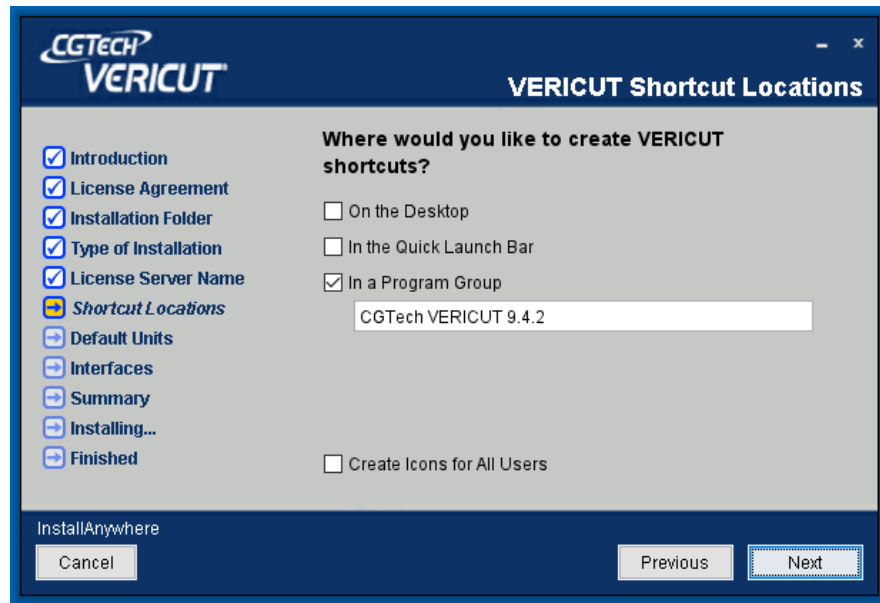 CGTECH
VERICUT
VERICUT Shortcut Locations
Introduction
License Agreement
Installation Folder
Type of Installation
License Server Name
Shortcut Locations
Default Units
Interfaces
Summary
Installing...
Finished
Where would you like to create VERICUT
shortcuts?
On the Desktop
In the Quick Launch Bar
In a Program Group
CGTech VERICUT 9.4.2
Create Icons for All Users
InstallAnywhere
Cancel
Previous
Next